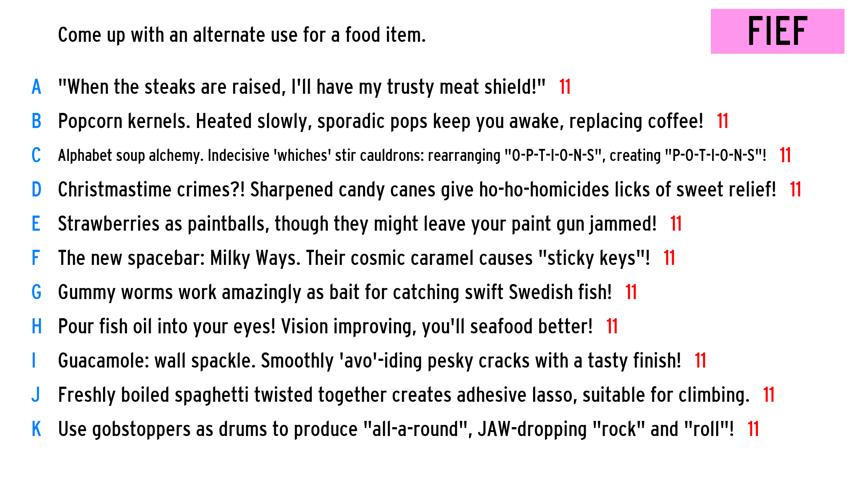 Come up with an alternate use for a food item.
FIEF
A "When the steaks are raised, I'll have my trusty meat shield!" 11
B Popcorn kernels. Heated slowly, sporadic pops keep you awake, replacing coffee! 11
C Alphabet soup alchemy. Indecisive 'whiches' stir cauldrons: rearranging "O-P-T-I-O-N-S", creating "P-O-T-I-O-N-S"! 11
D Christmastime crimes?! Sharpened candy canes give ho-ho-homicides licks of sweet relief! 11
E Strawberries as paintballs, though they might leave your paint gun jammed! 11
F The new spacebar: Milky Ways. Their cosmic caramel causes "sticky keys"! 11
G Gummy worms work amazingly as bait for catching swift Swedish fish! 11
H Pour fish oil into your eyes! Vision improving, you'll seafood better! 11
I Guacamole: wall spackle. Smoothly 'avo'-iding pesky cracks with a tasty finish! 11
J Freshly boiled spaghetti twisted together creates adhesive lasso, suitable for climbing. 11
K Use gobstoppers as drums to produce "all-a-round", JAW-dropping "rock" and "roll"! 11